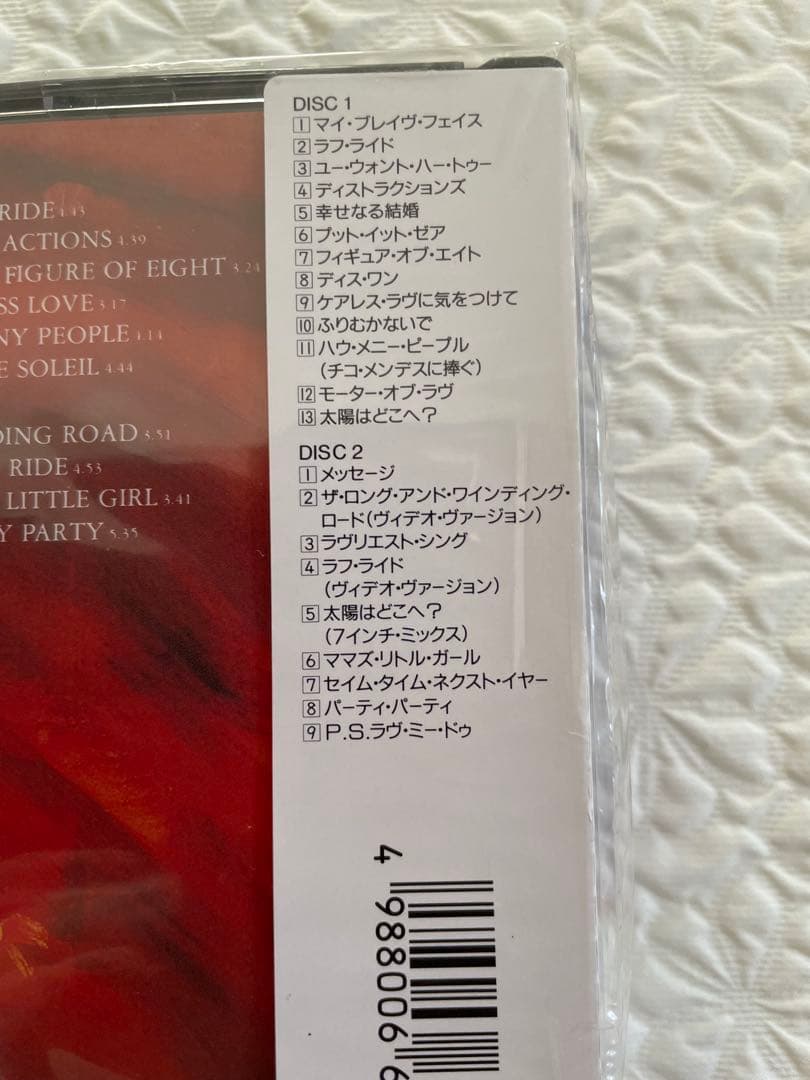 RIDE 4.43
ACTIONS 4.39
FIGURE OF EIGHT 3.24
SS LOVE 3.17
NY PEOPLE 4.14
E SOLEIL 4.44
DING ROAD 3.51
RIDE 4.53
LITTLE GIRL 3.41
Y PARTY 5.35
DISC 1
1 マイ・ブレイヴ・フェイス
2 ラフ・ライド
3 ユー・ウォント・ハー・トゥー
4 ディストラクションズ
5 幸せなる結婚
6 プット・イット・ゼア
7 フィギュア・オブ・エイト
8 ディス・ワン
9 ケアレス・ラヴに気をつけて
10 ふりむかないで
11 ハウ・メニー・ピープル
(チコ・メンデスに捧ぐ)
12 モーター・オブ・ラヴ
13 太陽はどこへ?
DISC 2
1 メッセージ
2 ザ・ロング・アンド・ワインディング・
ロード(ヴィデオ・ヴァージョン)
3 ラヴリエスト・シング
4 ラフ・ライド
(ヴィデオ・ヴァージョン)
5 太陽はどこへ?
(7インチ・ミックス)
6 ママズ・リトル・ガール
7 セイム・タイム・ネクスト・イヤー
8 パーティ・パーティ
9 P.S.ラヴ・ミー・ドゥ
4 988006 6